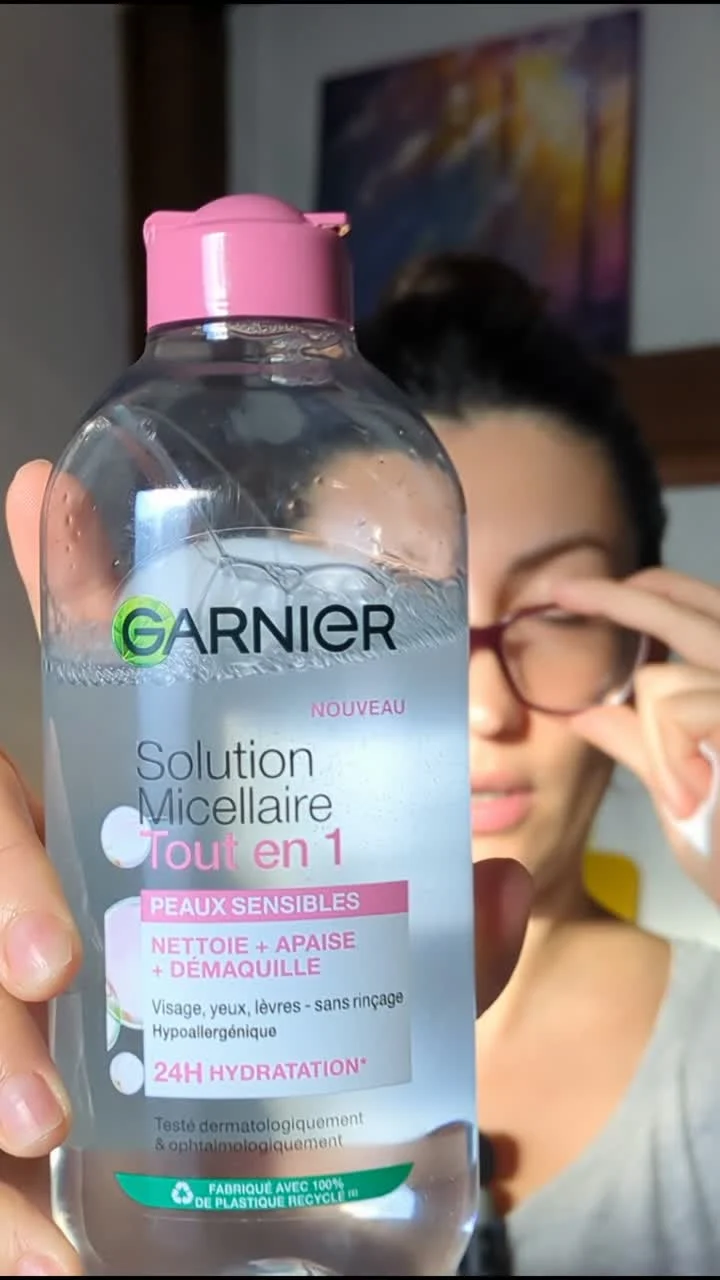 GARNIER
NOUVEAU
Solution
Micellaire
Tout en 1
PEAUX SENSIBLES
NETTOIE + APAISE
+ DÉMAQUILLE
Visage, yeux, lèvres - sans rinçage
Hypoallergénique
24H HYDRATATION*
Testé dermatologiquement
& ophtalmologiquement
FABRIQUÉ AVEC 100%
DE PLASTIQUE RECYCLÉ